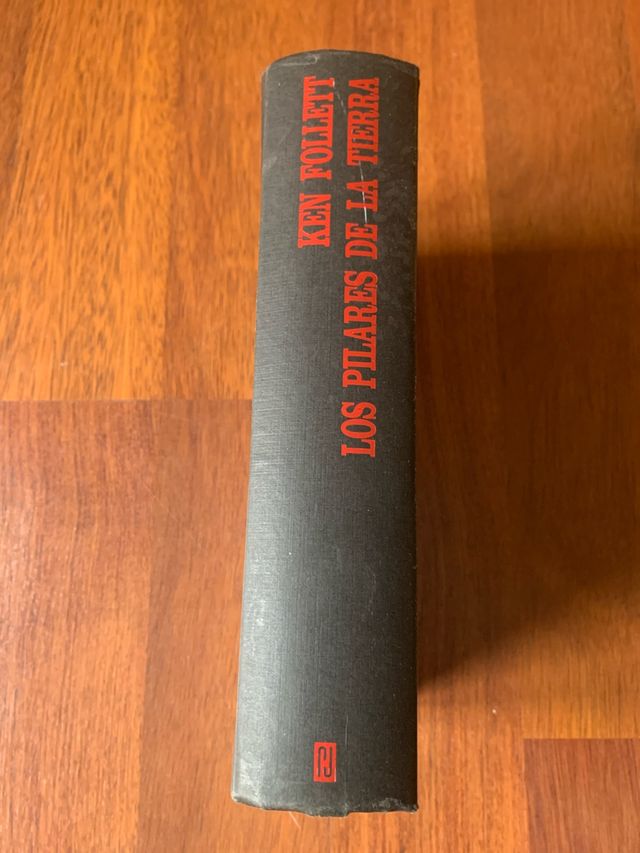 KEN FOLLETT
LOS PILARES DE LA TIERRA